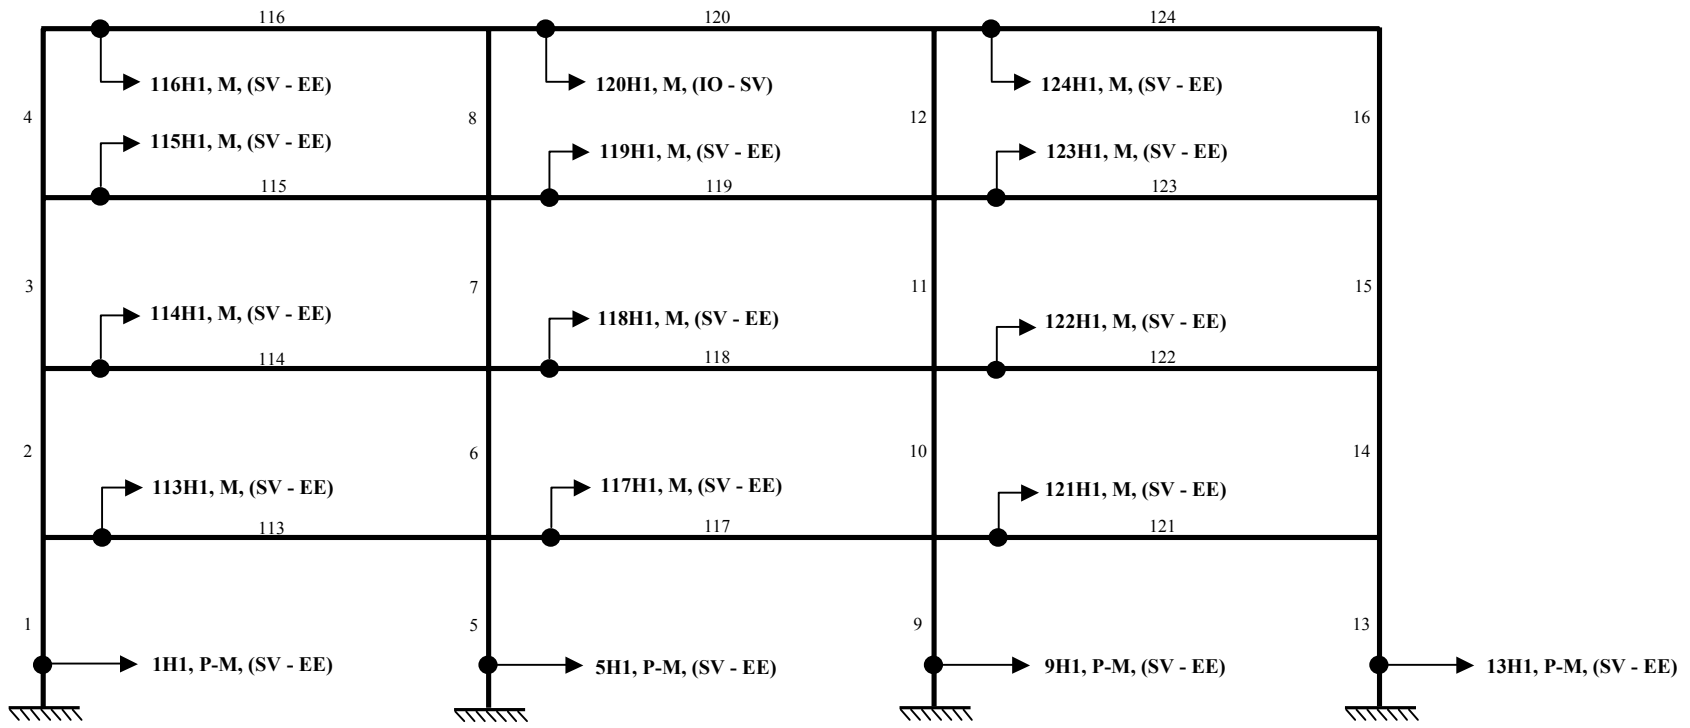 116
120
124
116H1, M, (SV - EE)
120H1, M, (IO - SV)
124H1, M, (SV - EE)
4
8
12
16
115H1, M, (SV - EE)
119H1, M, (SV - EE)
123H1, M, (SV - EE)
115
119
123
3
7
11
15
114H1, M, (SV - EE)
118H1, M, (SV - EE)
122H1, M, (SV - EE)
114
118
122
2
6
10
14
113H1, M, (SV - EE)
117H1, M, (SV - EE)
121H1, M, (SV - EE)
113
117
121
1
5
9
13
1H1, P-M, (SV - EE)
5H1, P-M, (SV - EE)
9H1, P-M, (SV - EE)
13H1, P-M, (SV - EE)